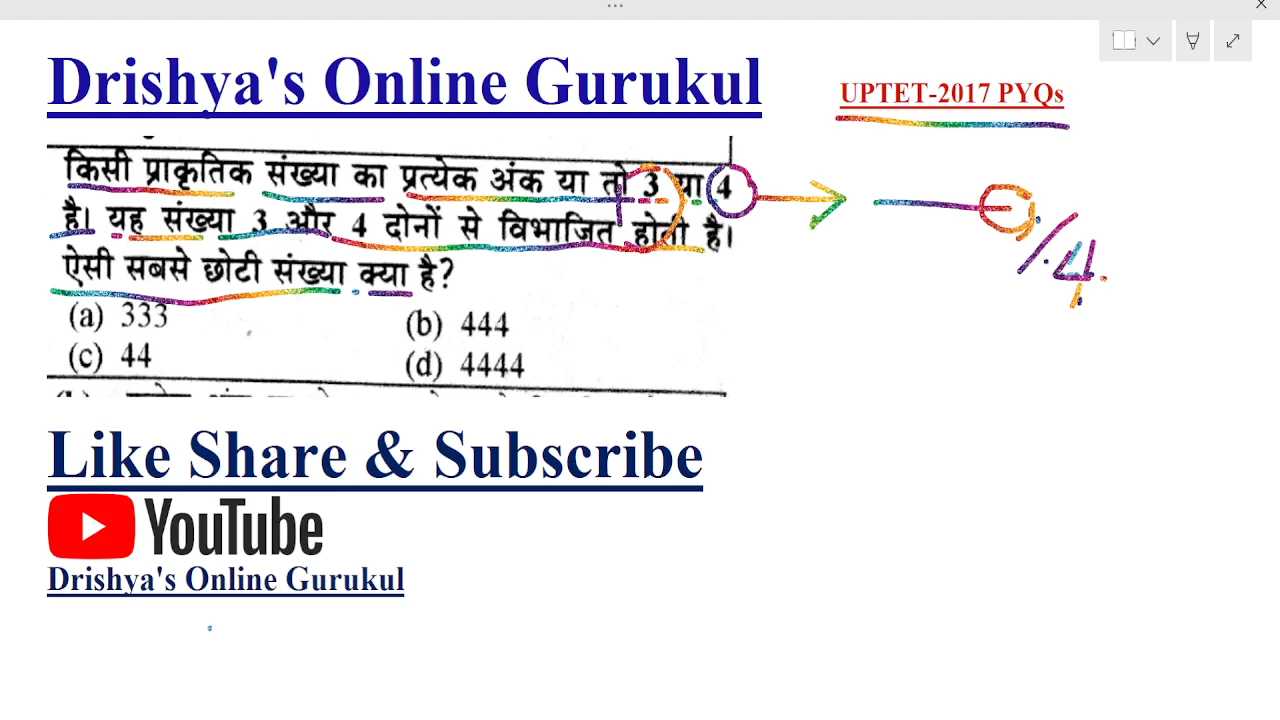 Drishya's Online Gurukul
UPTET-2017 PYQs
किसी प्राकृतिक संख्या का प्रत्येक अंक या तो 3 या 4
है। यह संख्या 3 और 4 दोनों से विभाजित होती है।
ऐसी सबसे छोटी संख्या क्या है?
(a) 333
(b) 444
(c) 44
(d) 4444
4
Like Share & Subscribe
YouTube
Drishya's Online Gurukul